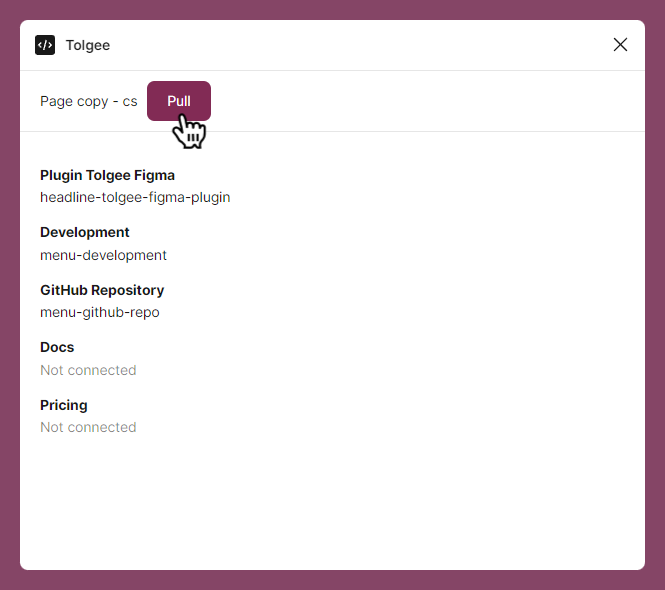 Tolgee
Page copy - cs
Pull
Plugin Tolgee Figma
headline-tolgee-figma-plugin
Development
menu-development
GitHub Repository
menu-github-repo
Docs
Not connected
Pricing
Not connected